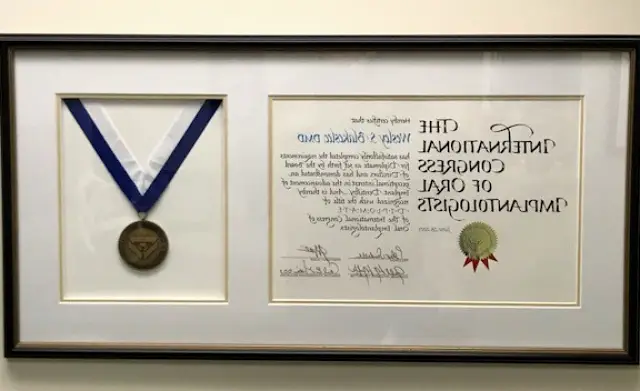 THE
INTERNATIONAL
CONGRESS
OF ORAL
IMPLANTOLOGISTS
Hereby certifies that
Wesley S. Blakeslee DMD
has satisfactorily completed the requirements
for Diplomate as set forth by the Board
of Directors and has demonstrated an
exceptional interest in the advancement of
Implant Dentistry. And is thereby
recognized with the title of
D·I·P·L·O·M·A·T·E
of the International Congress of
Oral Implantologists.